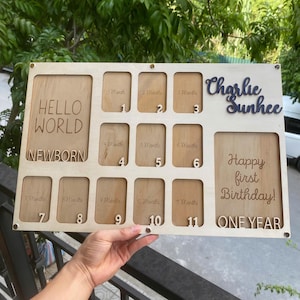 Charlie
Sunhee
HELLO
WORLD
NEWBORN
1
2
3
4
5
6
Happy
first
Birthday!
ONE YEAR
7
8
9
10
11